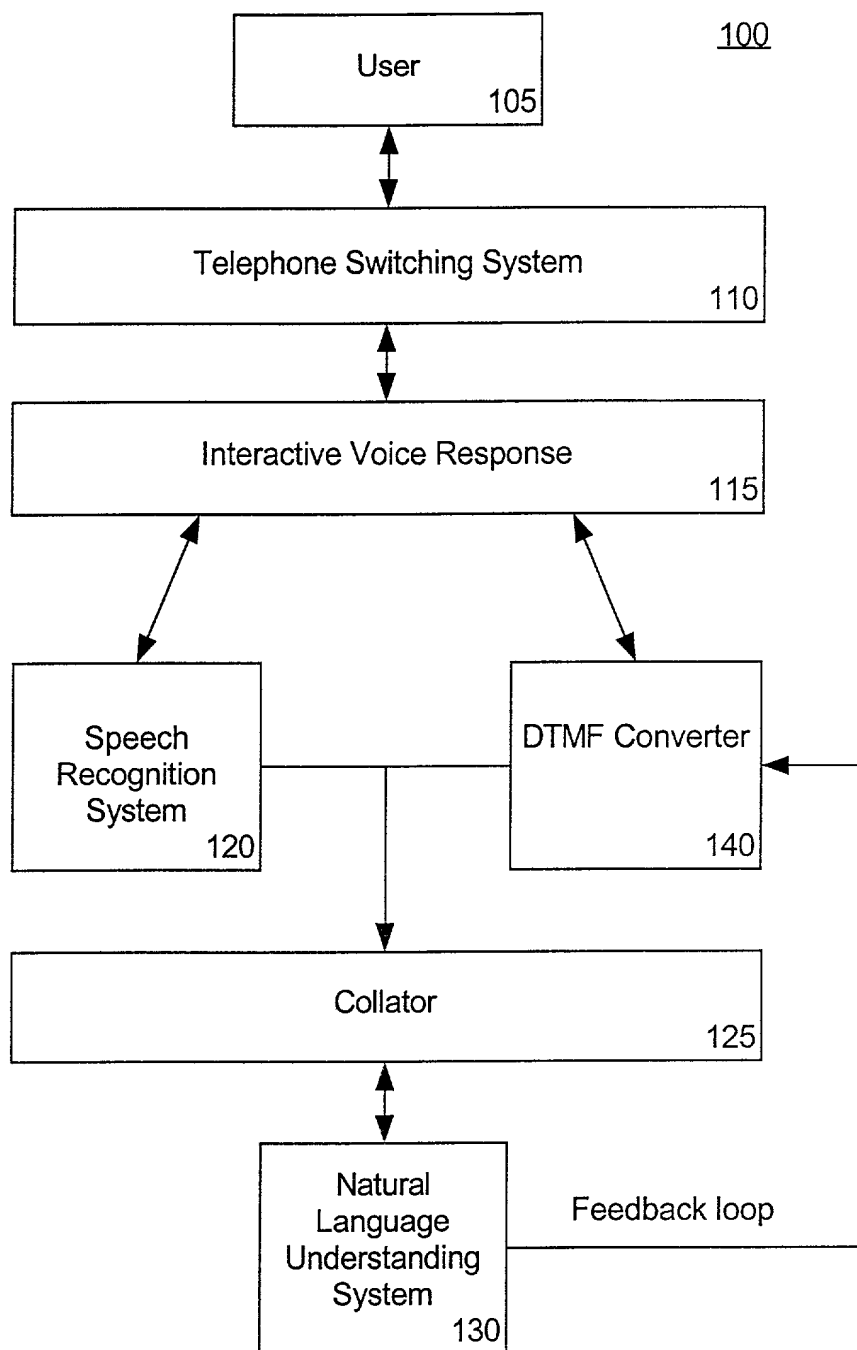 100
User
105
Telephone Switching System
110
Interactive Voice Response
115
Speech
Recognition
System
120
DTMF Converter
140
Collator
125
Natural
Language
Understanding
System
130
Feedback loop